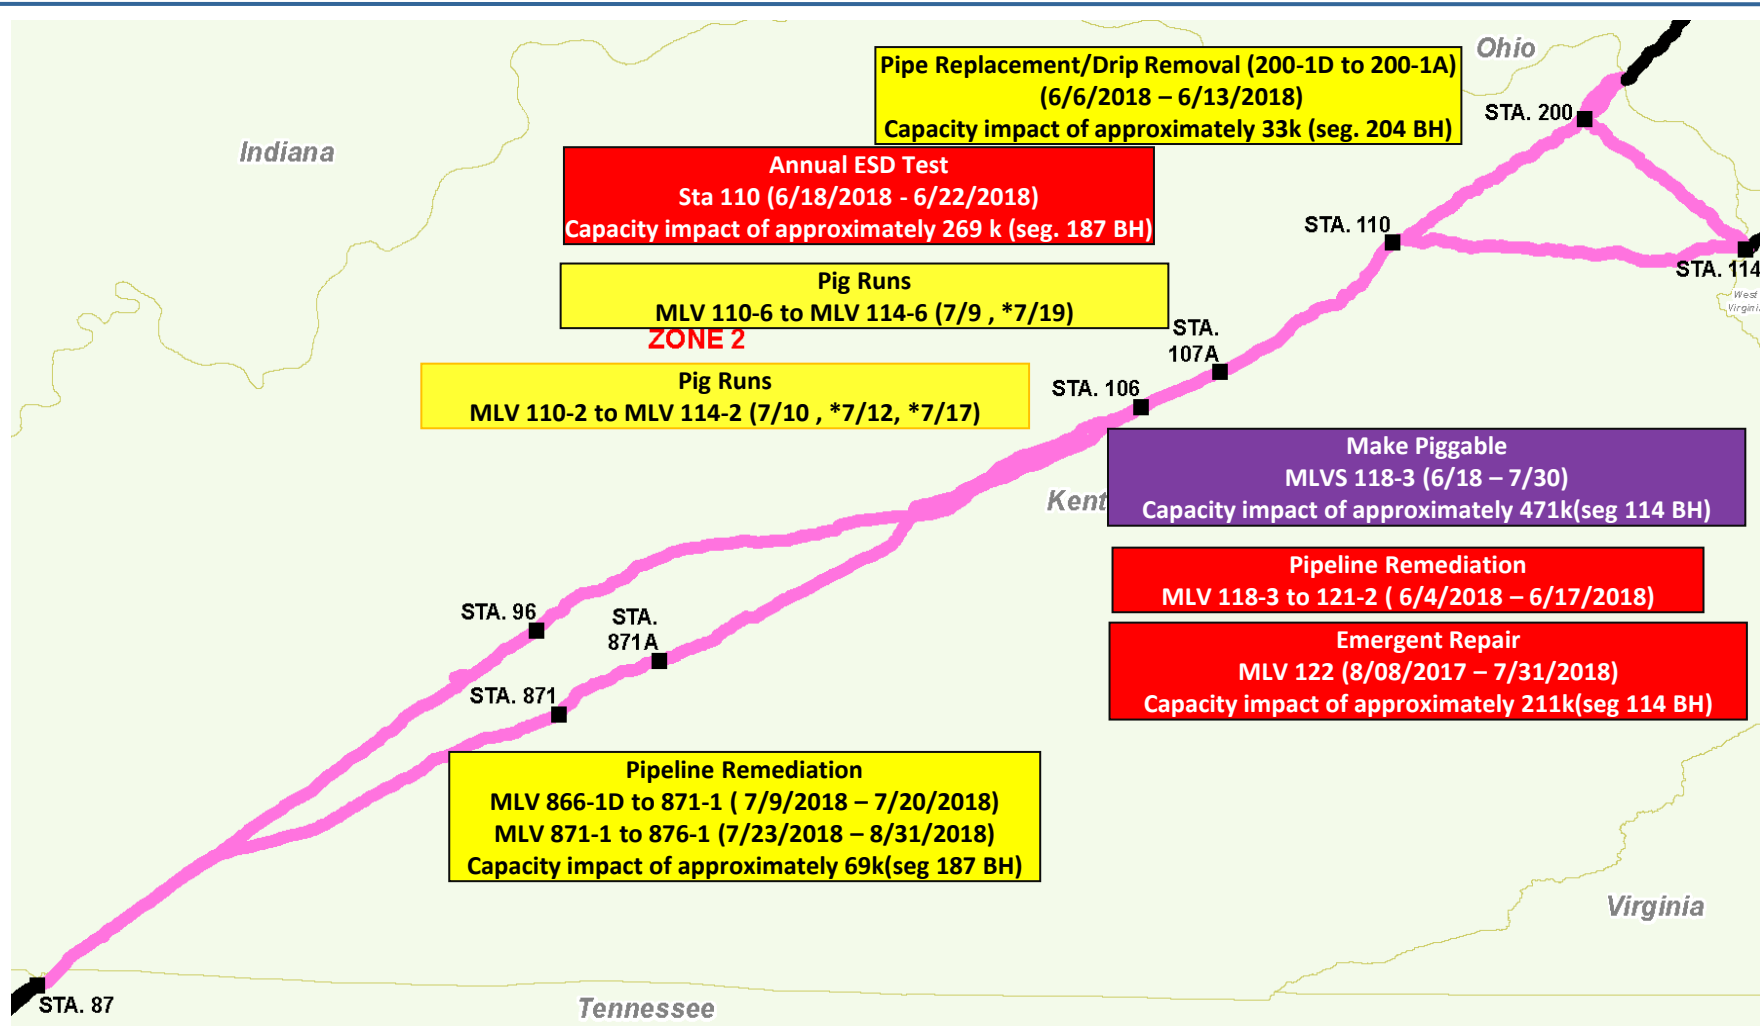 Ohio
Pipe Replacement/Drip Removal (200-1D to 200-1A)
(6/6/2018 – 6/13/2018)
Capacity impact of approximately 33k (seg. 204 BH)
STA. 200
Indiana
Annual ESD Test
Sta 110 (6/18/2018 - 6/22/2018)
Capacity impact of approximately 269 k (seg. 187 BH)
STA. 110
STA. 114
West
Virginia
Pig Runs
MLV 110-6 to MLV 114-6 (7/9 , *7/19)
ZONE 2
STA.
107A
Pig Runs
MLV 110-2 to MLV 114-2 (7/10 , *7/12, *7/17)
STA. 106
Make Piggable
MLVS 118-3 (6/18 – 7/30)
Capacity impact of approximately 471k(seg 114 BH)
Kent
Pipeline Remediation
MLV 118-3 to 121-2 ( 6/4/2018 – 6/17/2018)
STA. 96
STA.
871A
Emergent Repair
MLV 122 (8/08/2017 – 7/31/2018)
Capacity impact of approximately 211k(seg 114 BH)
STA. 871
Pipeline Remediation
MLV 866-1D to 871-1 ( 7/9/2018 – 7/20/2018)
MLV 871-1 to 876-1 (7/23/2018 – 8/31/2018)
Capacity impact of approximately 69k(seg 187 BH)
Virginia
STA. 87
Tennessee